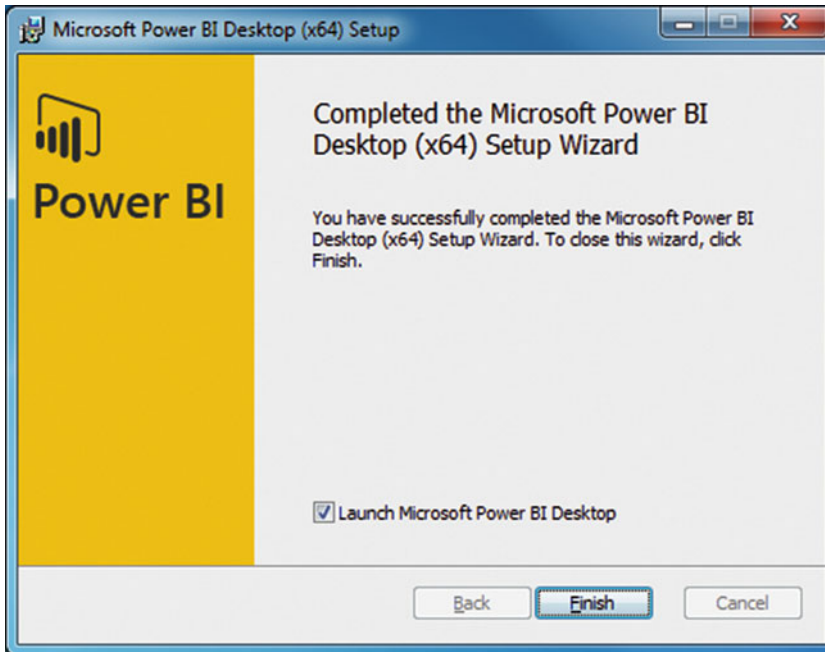 Microsoft Power BI Desktop (x64) Setup
Power BI
Completed the Microsoft Power BI
Desktop (x64) Setup Wizard
You have successfully completed the Microsoft Power BI
Desktop (x64) Setup Wizard. To close this wizard, click
Finish.
Launch Microsoft Power BI Desktop
Back
Finish
Cancel